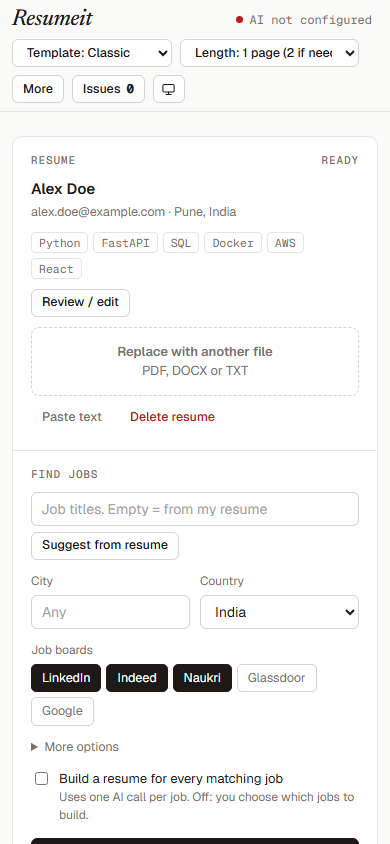 Resumeit
AI not configured
Template: Classic
Length: 1 page (2 if need
More
Issues 0
RESUME
READY
Alex Doe
alex.doe@example.com · Pune, India
Python FastAPI SQL Docker AWS
React
Review / edit
Replace with another file
PDF, DOCX or TXT
Paste text
Delete resume
FIND JOBS
Job titles. Empty = from my resume
Suggest from resume
City
Country
Any
India
Job boards
LinkedIn Indeed Naukri Glassdoor
Google
More options
Build a resume for every matching job
Uses one AI call per job. Off: you choose which jobs to
build.